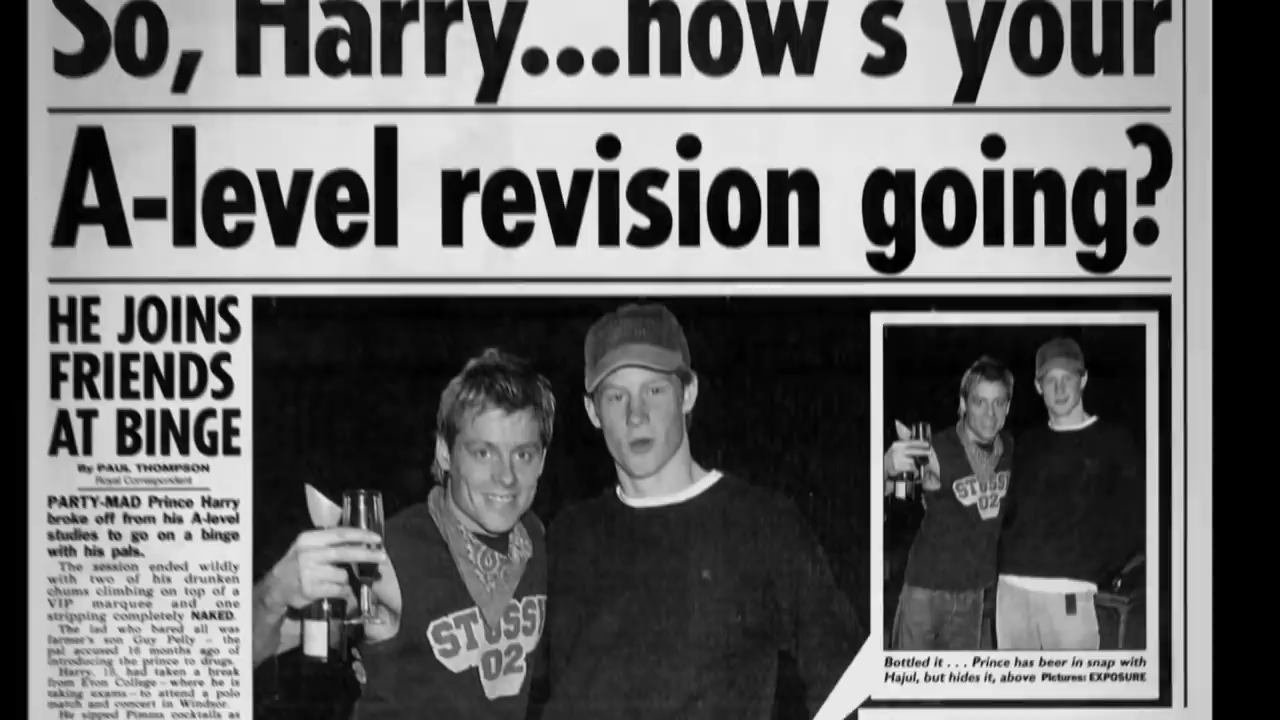 So, Harry...how's your
A-level revision going?
HE JOINS
FRIENDS
AT BINGE
By PAUL THOMPSON
Royal Correspondent
PARTY-MAD Prince Harry
broke off from his A-level
studies to go on a binge
with his pals.
The session ended wildly
with two of his drunken
chums climbing on top of a
VIP marquee and one
stripping completely NAKED.
The lad who bared all was
farmer's son Guy Pelly – the
pal accused 16 months ago of
introducing the prince to drugs.
Harry, 18, had taken a break
from Eton College – where he is
taking exams – to attend a polo
match and concert in Windsor.
He sipped Pimms cocktails as
STUSSY
02
STUSSY
02
Bottled it . . . Prince has beer in snap with
Hajul, but hides it, above Pictures: EXPOSURE